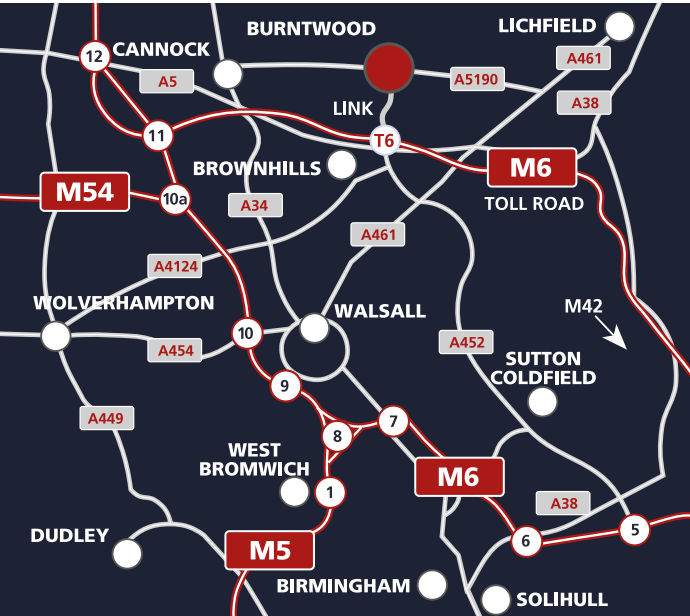 BURNTWOOD
LICHFIELD
12
CANNOCK
A461
A5
A5190
A38
LINK
11
T6
BROWNHILLS
M6
M54
10a
TOLL ROAD
A34
A461
A4124
WOLVERHAMPTON
M42
WALSALL
10
A454
A452
SUTTON
COLDFIELD
9
A449
7
8
WEST
BROMWICH
M6
1
A38
DUDLEY
M5
6
5
BIRMINGHAM
SOLIHULL